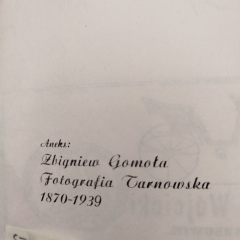 Aneks:
Zbigniew Gomoła
Fotografia Tarnowska
1870-1939